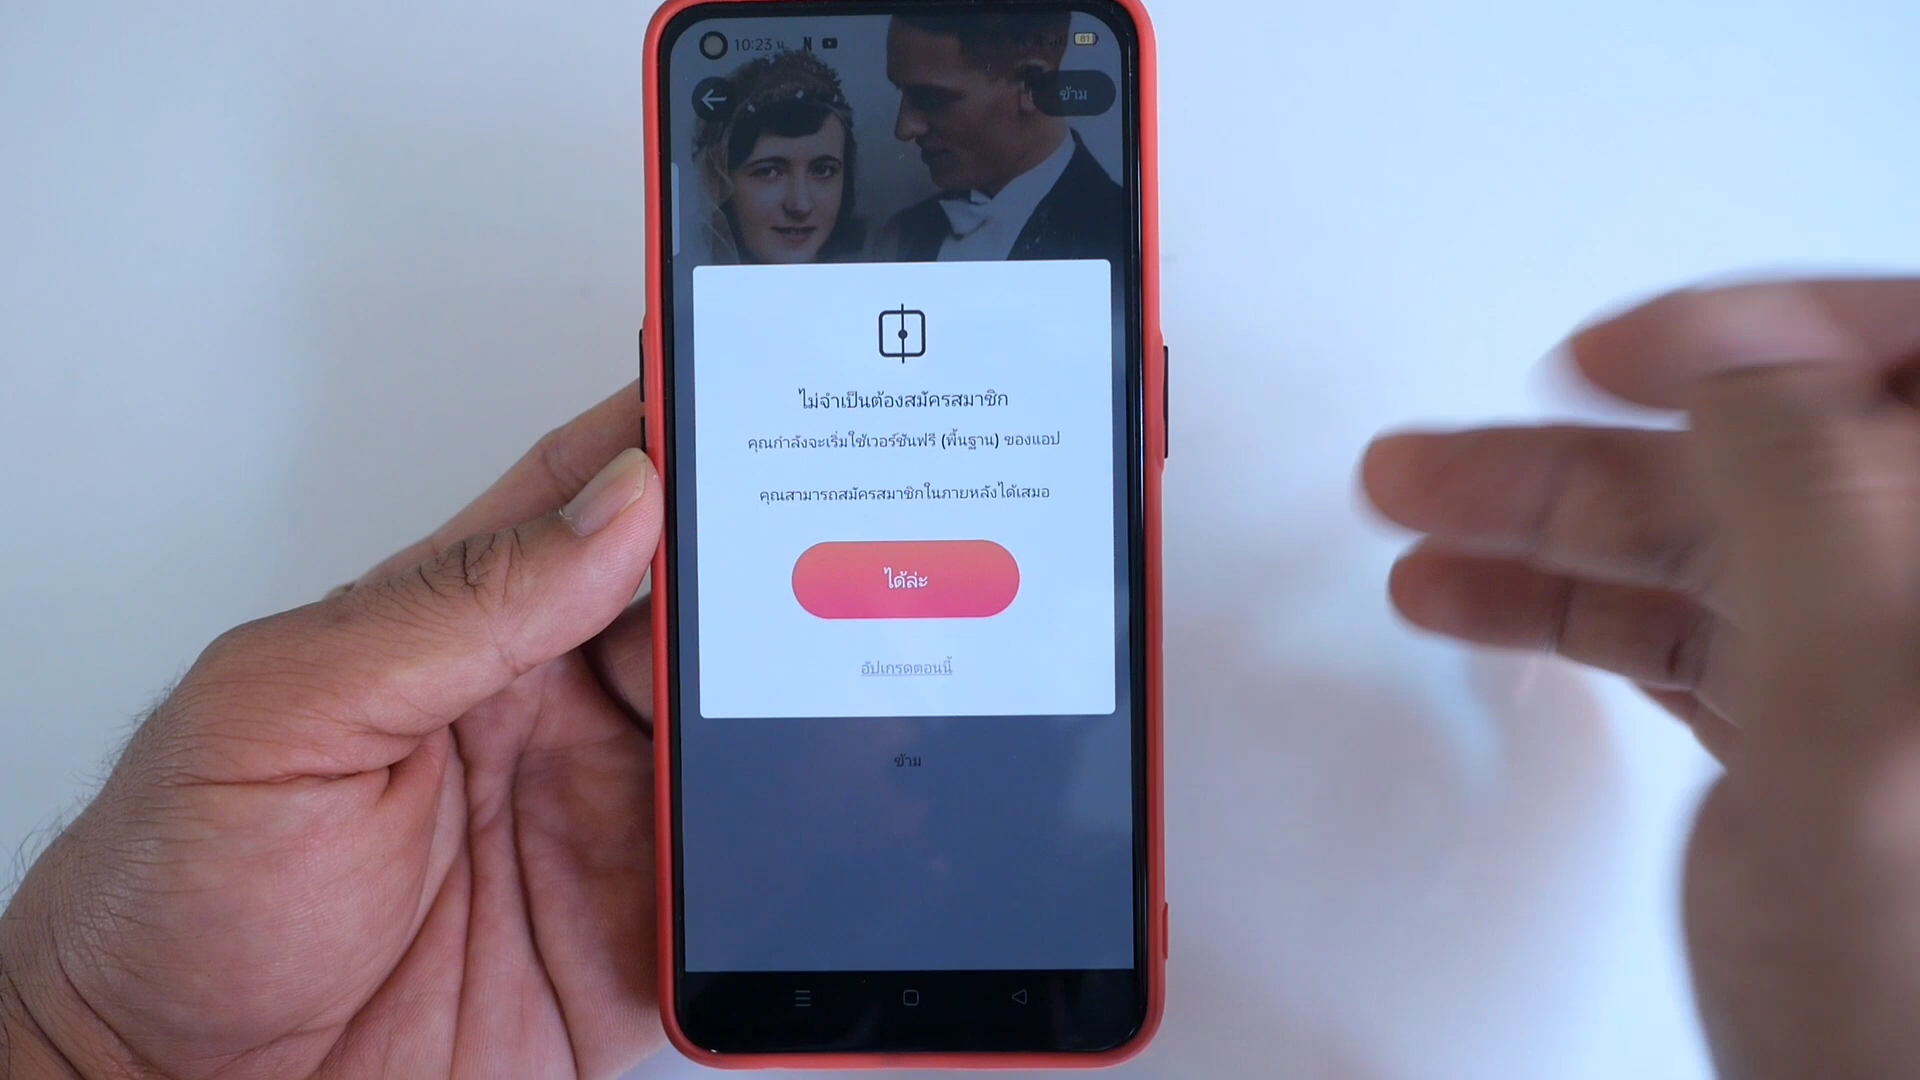 10:23 น. N
81
ข้าม
ไม่จำเป็นต้องสมัครสมาชิก
คุณกำลังจะเริ่มใช้เวอร์ชันฟรี (พื้นฐาน) ของแอป
คุณสามารถสมัครสมาชิกในภายหลังได้เสมอ
ได้ล่ะ
อัปเกรดตอนนี้
ข้าม